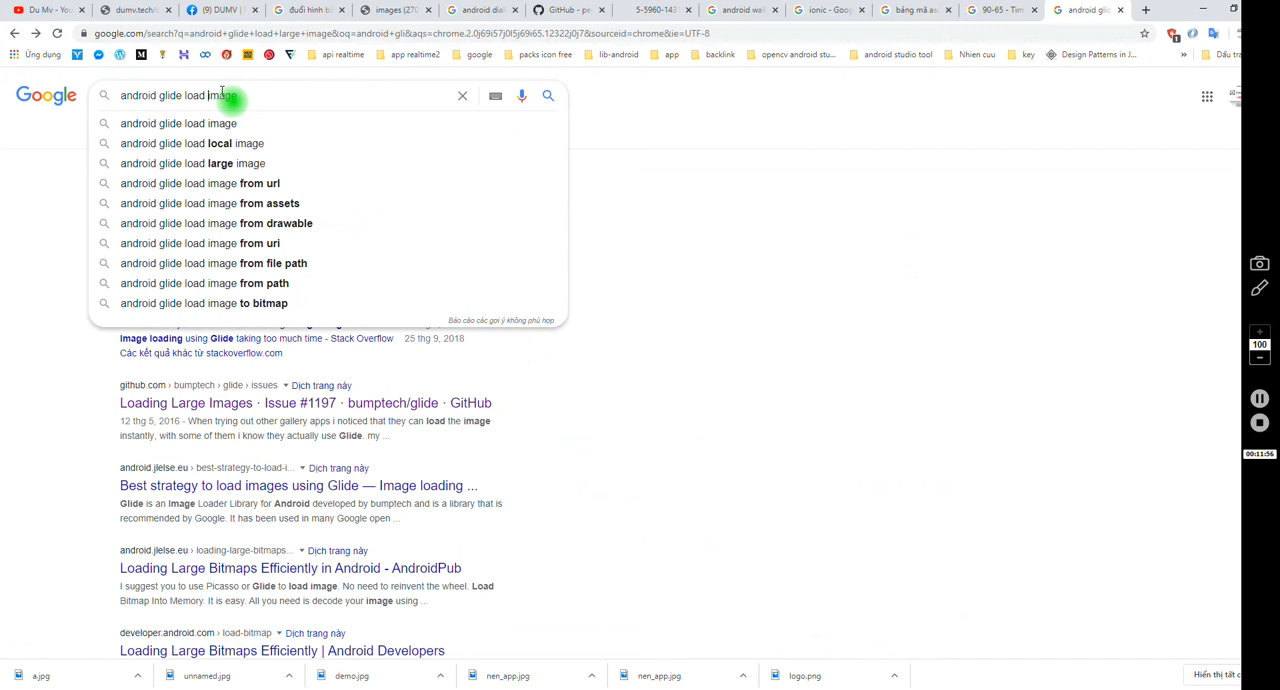 Du Mv - You
dumv.tech/
(9) DUMV |
đuổi hình b
images (270
android dia
GitHub - pe
5-5960-143
android wal
ionic - Goog
bảng mã as
90-65 - Tim
android glid
google.com/search?q=android+glide+load+large+image&oq=android+gli&aqs=chrome.2.0j69i57j0l5j69i65.12322j0j7&sourceid=chrome&ie=UTF-8
Ứng dụng
api realtime
app realtime2
google
packs icon free
lib-android
app
backlink
opencv android stu...
android studio tool
Nhien cuu
key
Design Patterns in J...
»
Dấu tra
Google
android glide load image
android glide load image
android glide load local image
android glide load large image
android glide load image from url
android glide load image from assets
android glide load image from drawable
android glide load image from uri
android glide load image from file path
android glide load image from path
android glide load image to bitmap
Báo cáo các gợi ý không phù hợp
Image loading using Glide taking too much time - Stack Overflow 25 thg 9, 2018
Các kết quả khác từ stackoverflow.com
github.com › bumptech › glide › issues Dịch trang này
Loading Large Images · Issue #1197 · bumptech/glide · GitHub
12 thg 5, 2016 - When trying out other gallery apps i noticed that they can load the image
instantly, with some of them i know they actually use Glide. my ...
android.jlelse.eu › best-strategy-to-load-i... Dịch trang này
Best strategy to load images using Glide — Image loading ...
Glide is an Image Loader Library for Android developed by bumptech and is a library that is
recommended by Google. It has been used in many Google open ...
android.jlelse.eu › loading-large-bitmaps... Dịch trang này
Loading Large Bitmaps Efficiently in Android - AndroidPub
I suggest you to use Picasso or Glide to load image. No need to reinvent the wheel. Load
Bitmap Into Memory. It is easy. All you need is decode your image using ...
developer.android.com › load-bitmap Dịch trang này
Loading Large Bitmaps Efficiently | Android Developers
a.jpg
unnamed.jpg
demo.jpg
nen_app.jpg
nen_app.jpg
logo.png
Hiển thị tất c
100
00:11:56